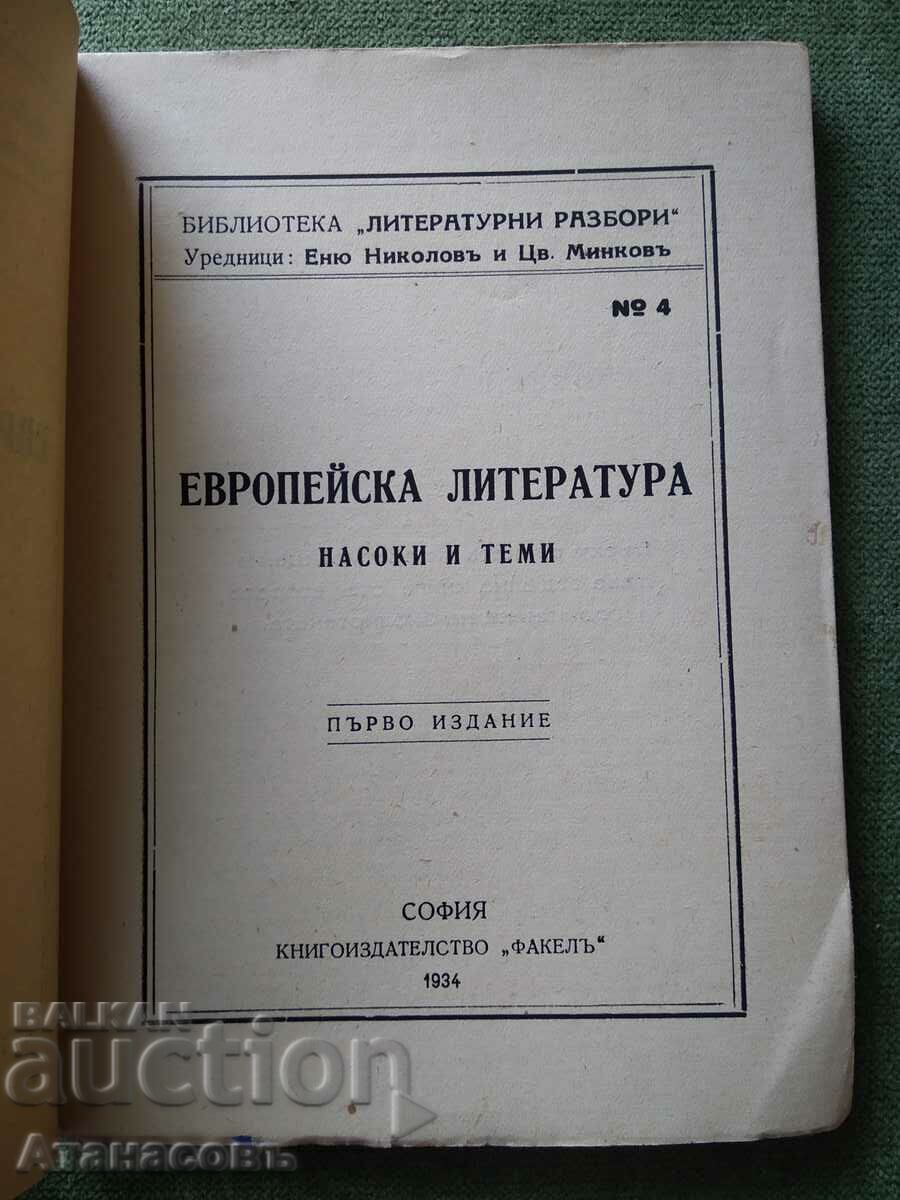 БИБЛИОТЕКА „ЛИТЕРАТУРНИ РАЗБОРИ“
Уредници: Еню Николовъ и Цв. Минковъ
№ 4
ЕВРОПЕЙСКА ЛИТЕРАТУРА
НАСОКИ И ТЕМИ
ПЪРВО ИЗДАНИЕ
СОФИЯ
КНИГОИЗДАТЕЛСТВО „ФАКЕЛЪ“
1934
BALKAN
auction
Атанасовъ